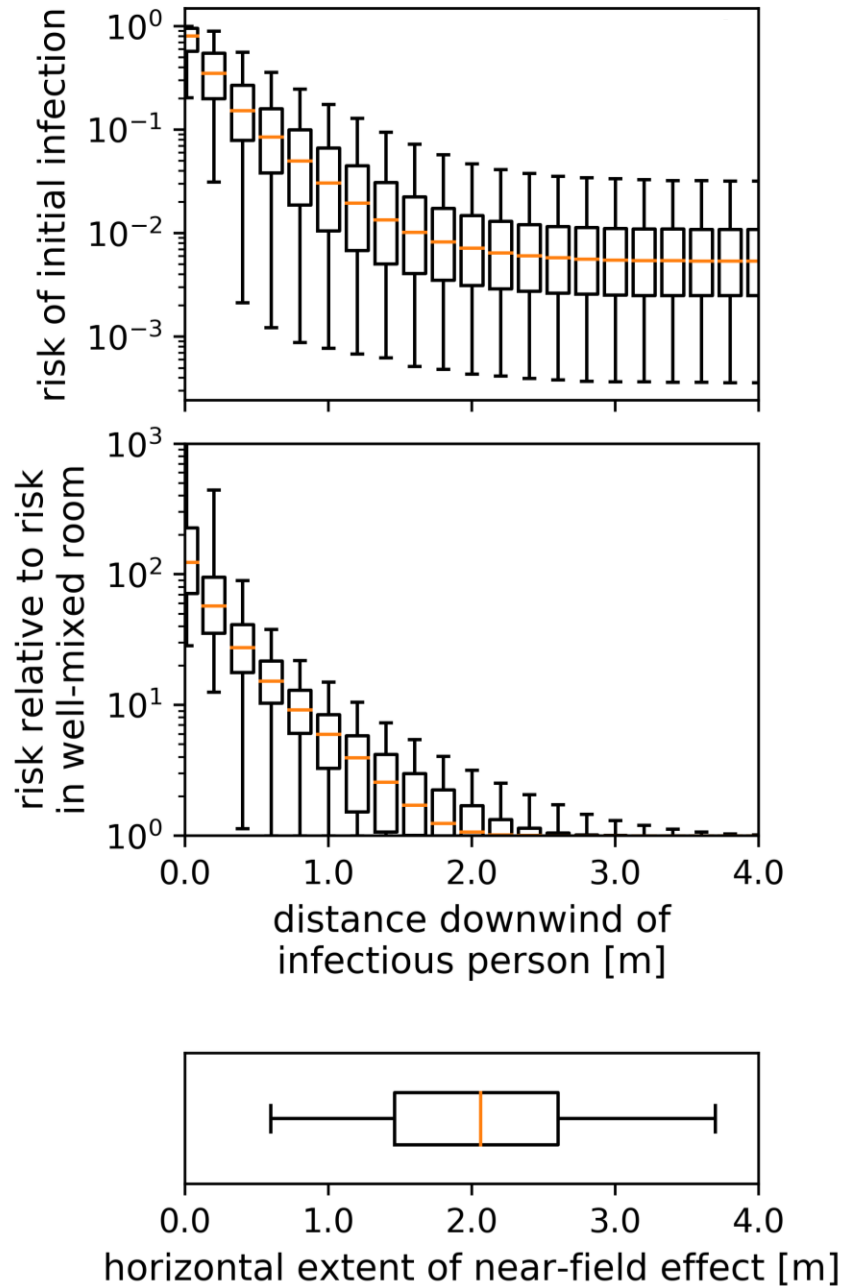 risk of initial infection
10⁰
10⁻¹
10⁻²
10⁻³
risk relative to risk
in well-mixed room
10³
10²
10¹
10⁰
0.0 1.0 2.0 3.0 4.0
distance downwind of
infectious person [m]
0.0 1.0 2.0 3.0 4.0
horizontal extent of near-field effect [m]